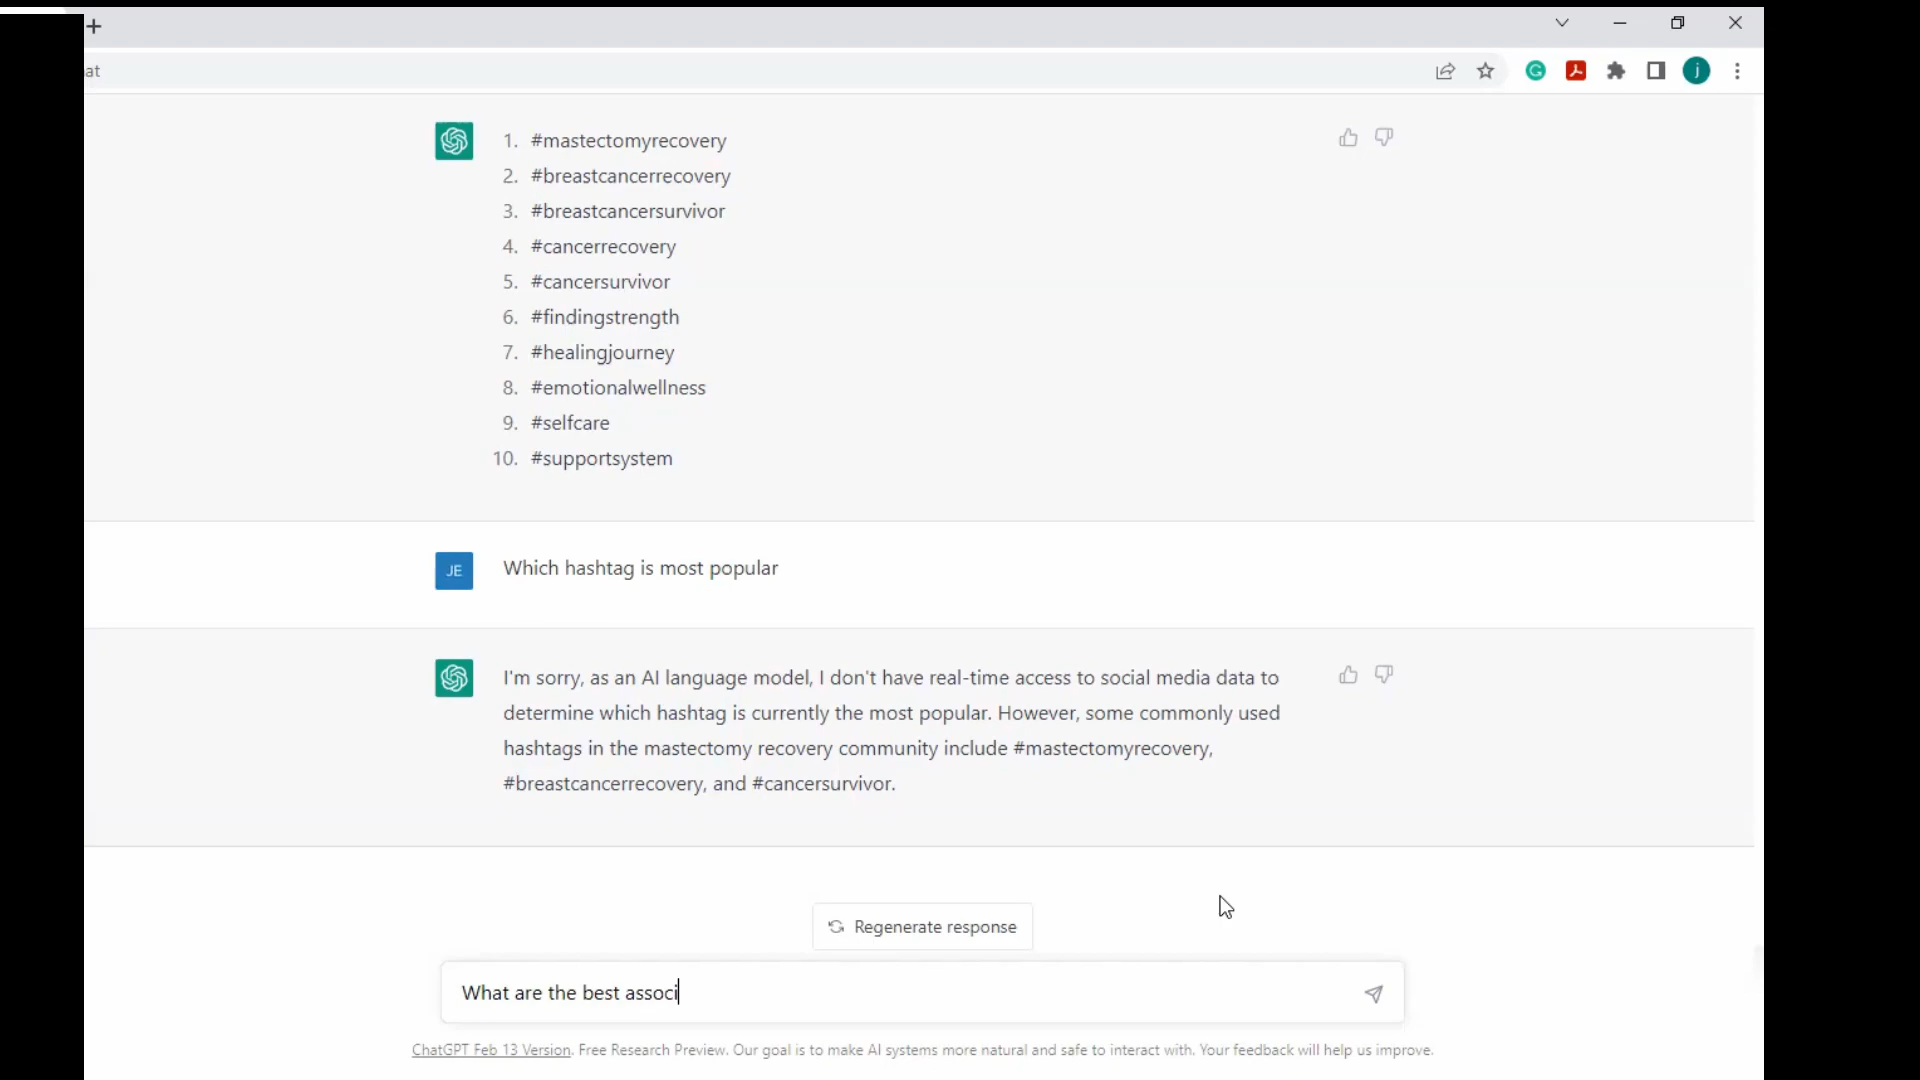 at
j
1. #mastectomyrecovery
2. #breastcancerrecovery
3. #breastcancersurvivor
4. #cancerrecovery
5. #cancersurvivor
6. #findingstrength
7. #healingjourney
8. #emotionalwellness
9. #selfcare
10. #supportsystem
JE
Which hashtag is most popular
I'm sorry, as an AI language model, I don't have real-time access to social media data to
determine which hashtag is currently the most popular. However, some commonly used
hashtags in the mastectomy recovery community include #mastectomyrecovery,
#breastcancerrecovery, and #cancersurvivor.
Regenerate response
What are the best associ
ChatGPT Feb 13 Version. Free Research Preview. Our goal is to make AI systems more natural and safe to interact with. Your feedback will help us improve.